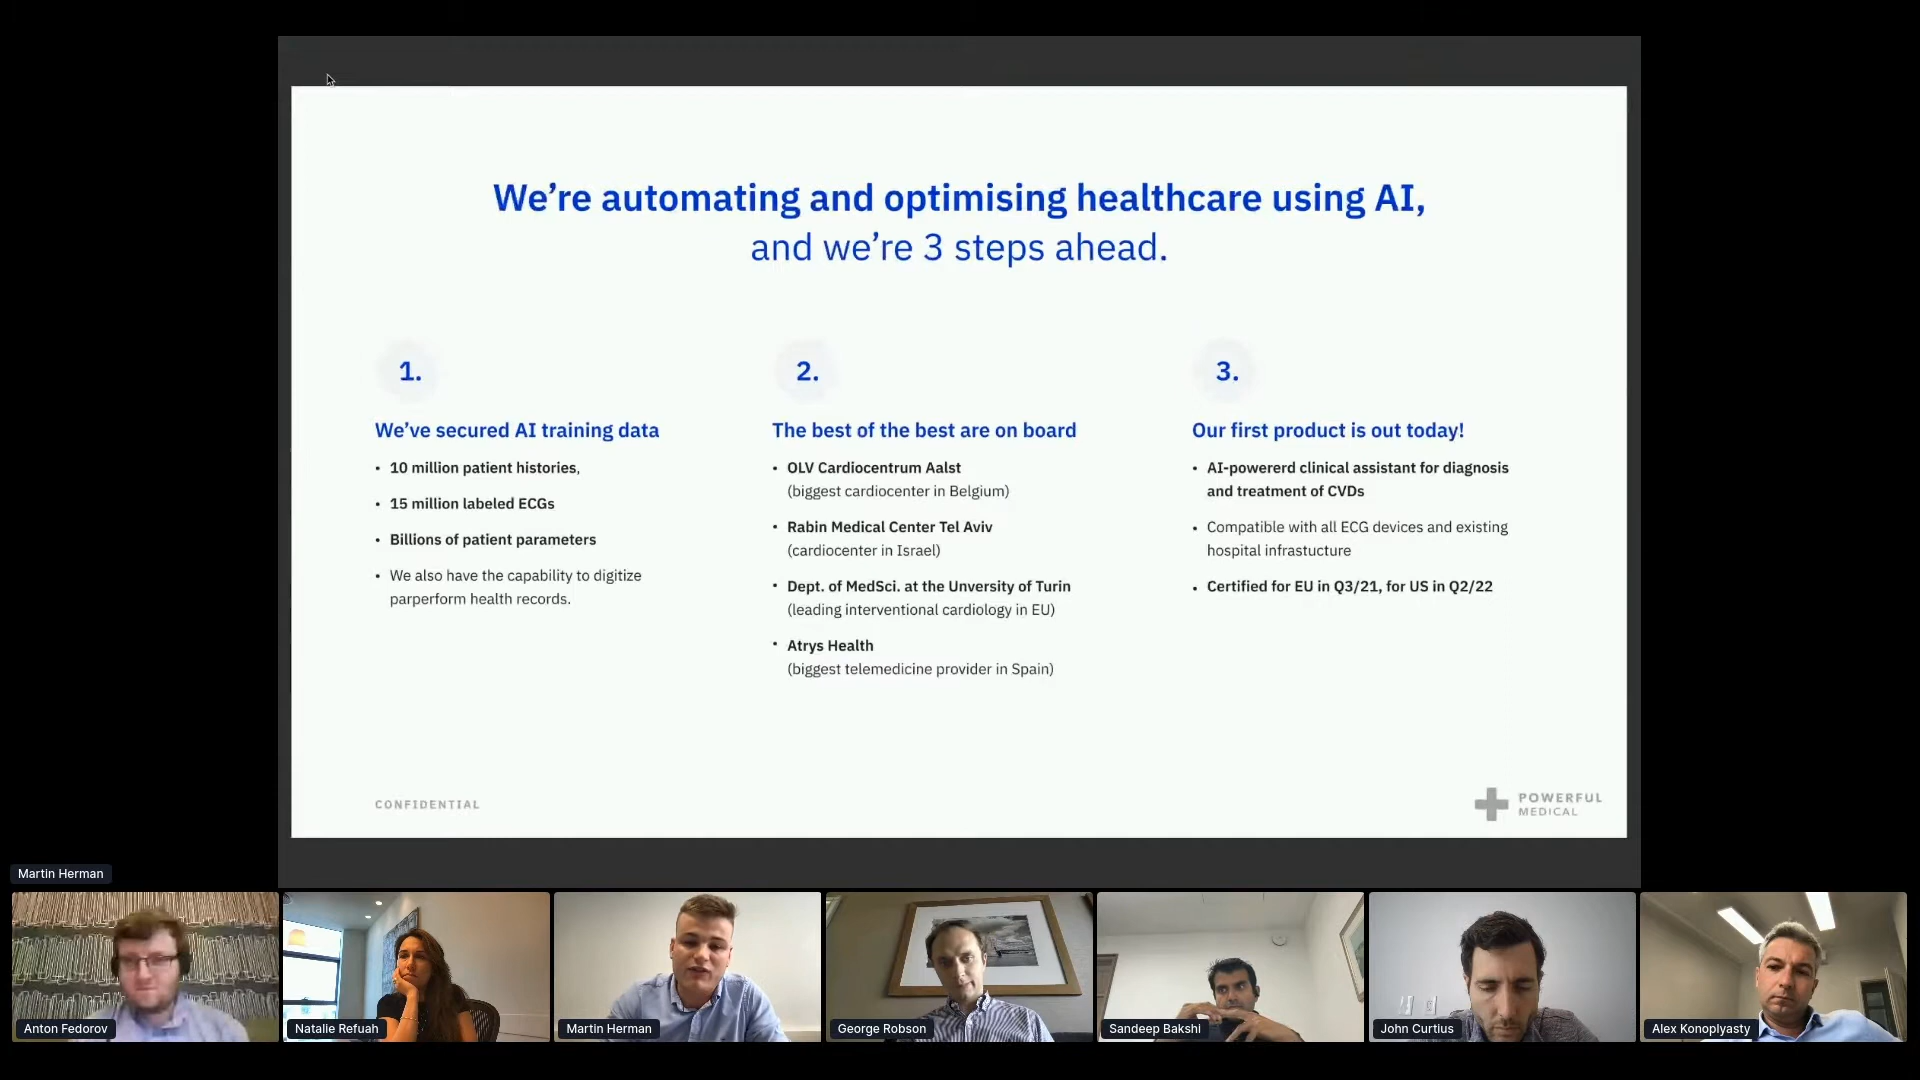 We're automating and optimising healthcare using AI,
and we're 3 steps ahead.
1.
We've secured AI training data
• 10 million patient histories,
• 15 million labeled ECGs
• Billions of patient parameters
• We also have the capability to digitize
parperform health records.
2.
The best of the best are on board
• OLV Cardiocentrum Aalst
(biggest cardiocenter in Belgium)
• Rabin Medical Center Tel Aviv
(cardiocenter in Israel)
• Dept. of MedSci. at the Unversity of Turin
(leading interventional cardiology in EU)
• Atrys Health
(biggest telemedicine provider in Spain)
3.
Our first product is out today!
• AI-powererd clinical assistant for diagnosis
and treatment of CVDs
• Compatible with all ECG devices and existing
hospital infrastucture
• Certified for EU in Q3/21, for US in Q2/22
CONFIDENTIAL
POWERFUL
MEDICAL
Martin Herman
Anton Fedorov
Natalie Refuah
Martin Herman
George Robson
Sandeep Bakshi
John Curtius
Alex Konoplyasty